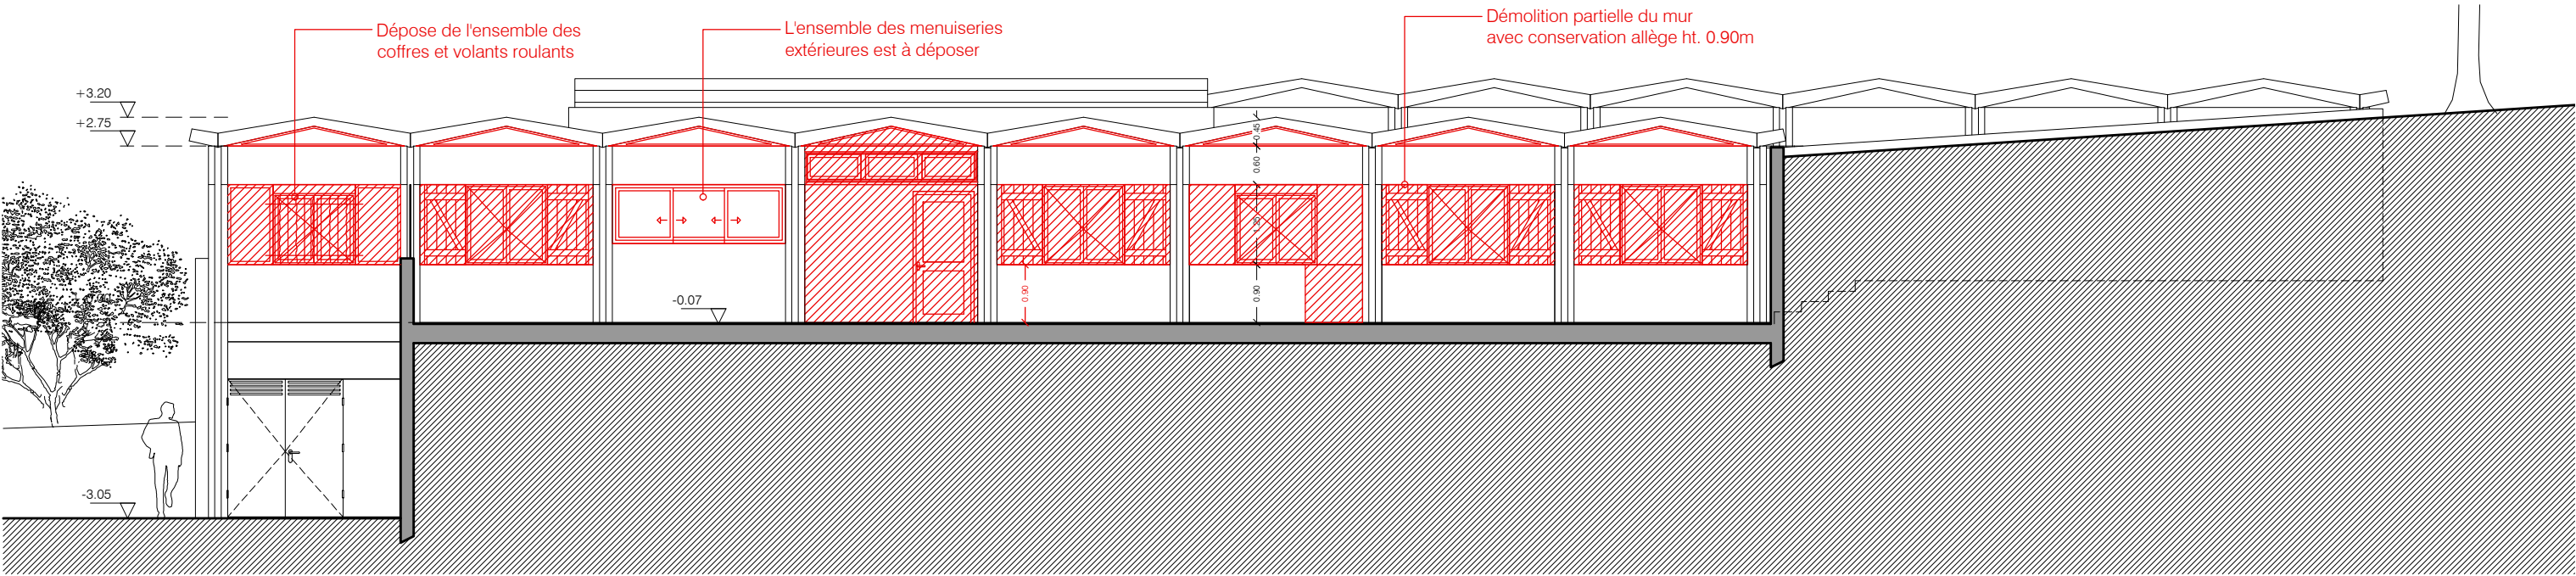 Dépose de l'ensemble des
coffres et volants roulants
L'ensemble des menuiseries
extérieures est à déposer
Démolition partielle du mur
avec conservation allège ht. 0.90m
+3.20
+2.75
0.45
0.60
0.90
0.90
-0.07
-3.05